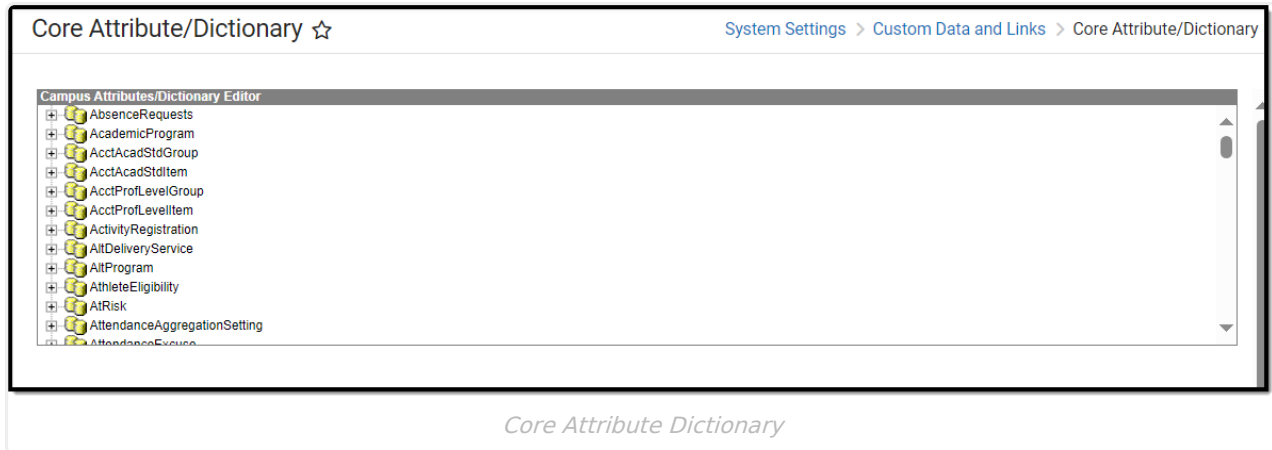 Core Attribute/Dictionary
System Settings > Custom Data and Links > Core Attribute/Dictionary
Campus Attributes/Dictionary Editor
AbsenceRequests
AcademicProgram
AcctAcadStdGroup
AcctAcadStdItem
AcctProfLevelGroup
AcctProfLevelItem
ActivityRegistration
AltDeliveryService
AltProgram
AthleteEligibility
AtRisk
AttendanceAggregationSetting
AttendanceExcuse
Core Attribute Dictionary